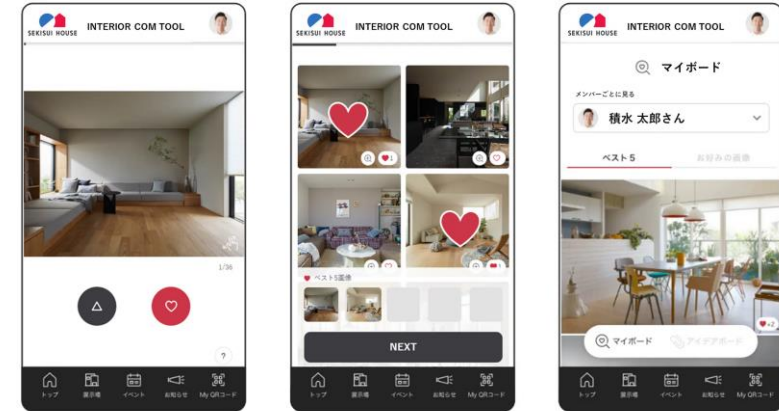 SEKISUI HOUSE
INTERIOR COM TOOL
1/36
?
トップ
展示場
イベント
お知らせ
My QRコード
SEKISUI HOUSE
INTERIOR COM TOOL
1
1
ベスト5画像
NEXT
トップ
展示場
イベント
お知らせ
My QRコード
SEKISUI HOUSE
INTERIOR COM TOOL
マイボード
メンバーごとに見る
積水 太郎さん
ベスト5
お好みの画像
+2
マイボード
アイデアボード
トップ
展示場
イベント
お知らせ
My QRコード